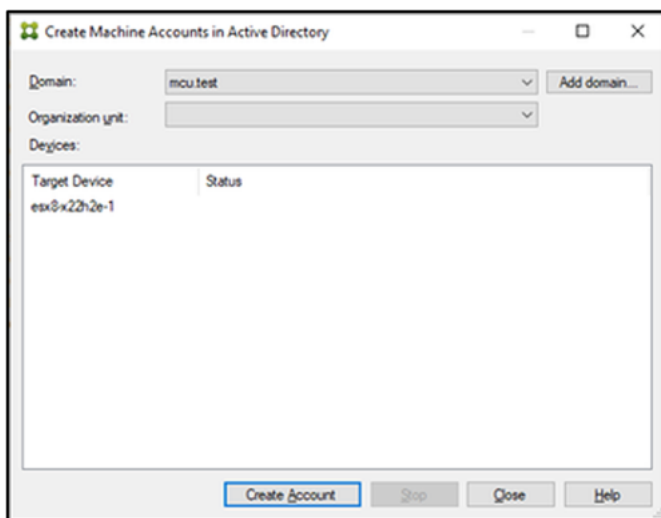 Create Machine Accounts in Active Directory
Domain: mcu.test Add domain...
Organization unit:
Devices:
Target Device Status
esx8-x22h2e-1
Create Account Stop Close Help